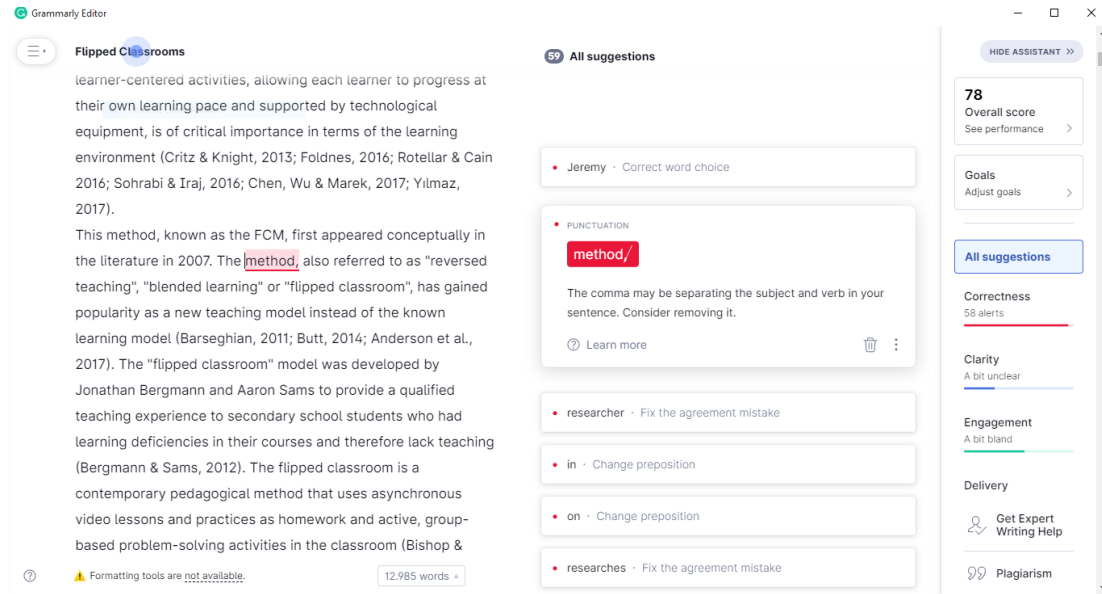 Grammarly Editor
Flipped Classrooms
learner-centered activities, allowing each learner to progress at
their own learning pace and supported by technological
equipment, is of critical importance in terms of the learning
environment (Critz & Knight, 2013; Foldnes, 2016; Rotellar & Cain
2016; Sohrabi & Iraj, 2016; Chen, Wu & Marek, 2017; Yılmaz,
2017).
This method, known as the FCM, first appeared conceptually in
the literature in 2007. The method, also referred to as "reversed
teaching", "blended learning" or "flipped classroom", has gained
popularity as a new teaching model instead of the known
learning model (Barseghian, 2011; Butt, 2014; Anderson et al.,
2017). The "flipped classroom" model was developed by
Jonathan Bergmann and Aaron Sams to provide a qualified
teaching experience to secondary school students who had
learning deficiencies in their courses and therefore lack teaching
(Bergmann & Sams, 2012). The flipped classroom is a
contemporary pedagogical method that uses asynchronous
video lessons and practices as homework and active, group-
based problem-solving activities in the classroom (Bishop &
Formatting tools are not available.
12.985 words
59 All suggestions
Jeremy · Correct word choice
PUNCTUATION
method,
The comma may be separating the subject and verb in your
sentence. Consider removing it.
Learn more
researcher · Fix the agreement mistake
in · Change preposition
on · Change preposition
researches · Fix the agreement mistake
HIDE ASSISTANT
78
Overall score
See performance
Goals
Adjust goals
All suggestions
Correctness
58 alerts
Clarity
A bit unclear
Engagement
A bit bland
Delivery
Get Expert
Writing Help
Plagiarism